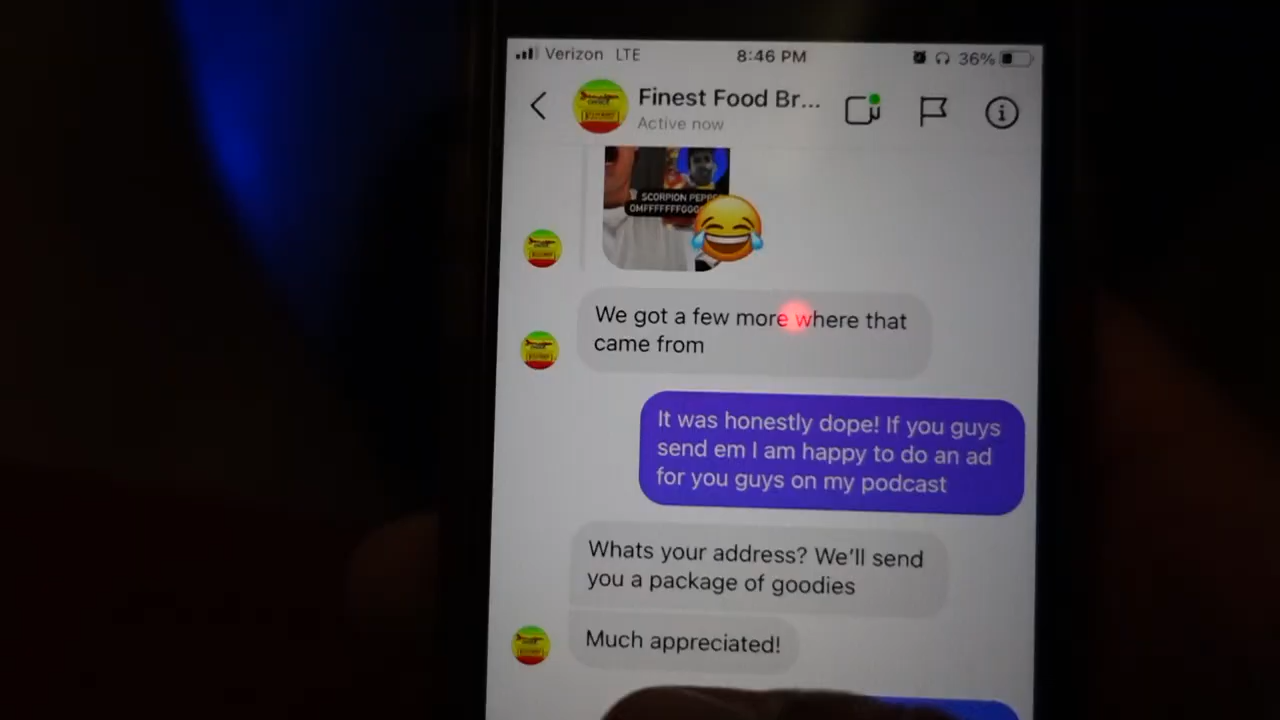 Verizon LTE 8:46 PM 36%
Finest Food Br...
Active now
SCORPION PEPP
OMFFFFFFGGG
We got a few more where that
came from
It was honestly dope! If you guys
send em I am happy to do an ad
for you guys on my podcast
Whats your address? We'll send
you a package of goodies
Much appreciated!